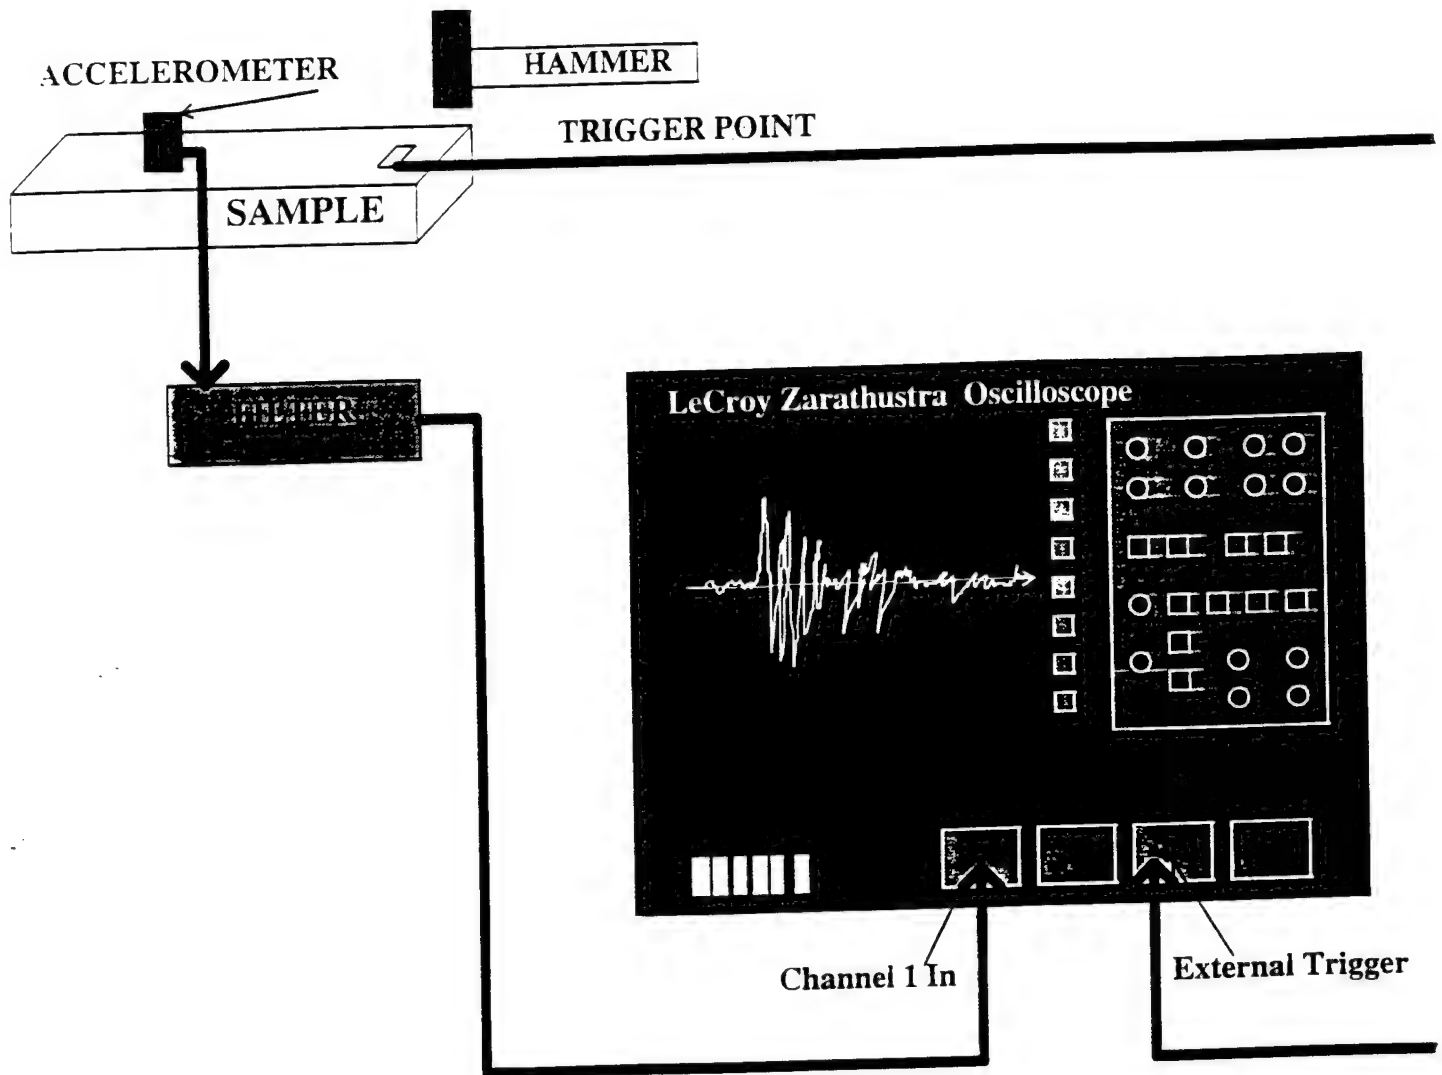 HAMMER
ACCELEROMETER
TRIGGER POINT
SAMPLE
FILTER
LeCroy Zarathustra Oscilloscope
Channel 1 In
External Trigger